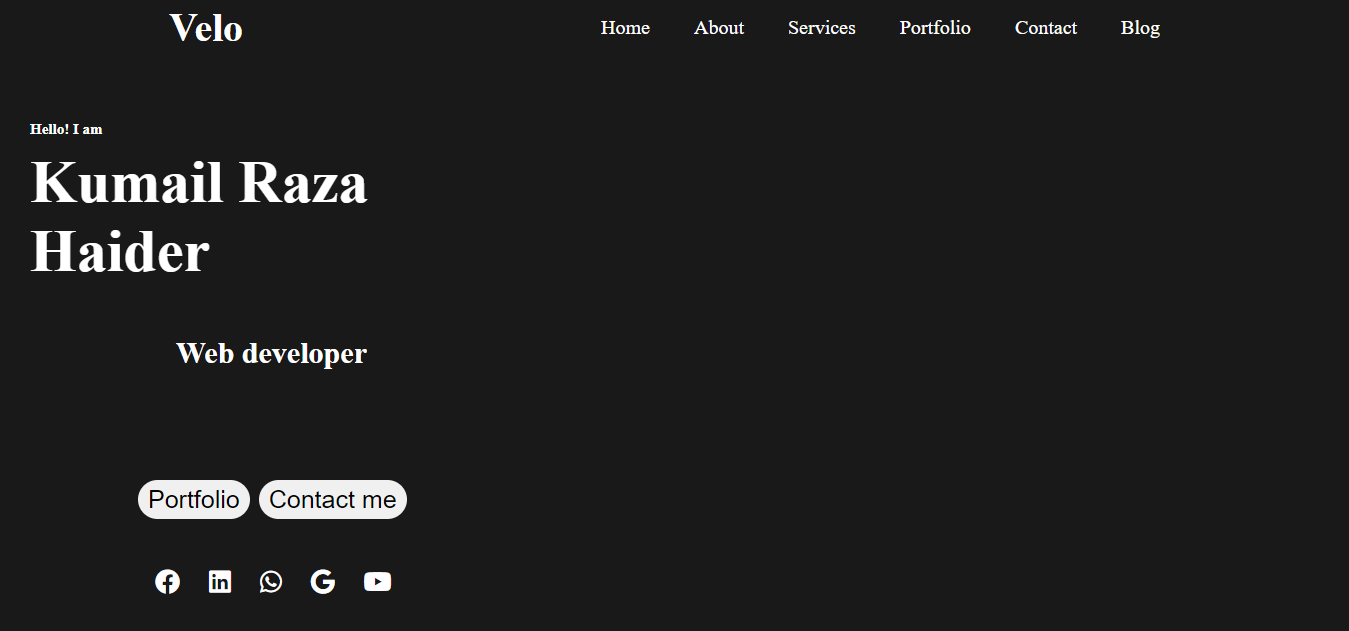 Velo
Home About Services Portfolio Contact Blog
Hello! I am
Kumail Raza
Haider
Web developer
Portfolio Contact me